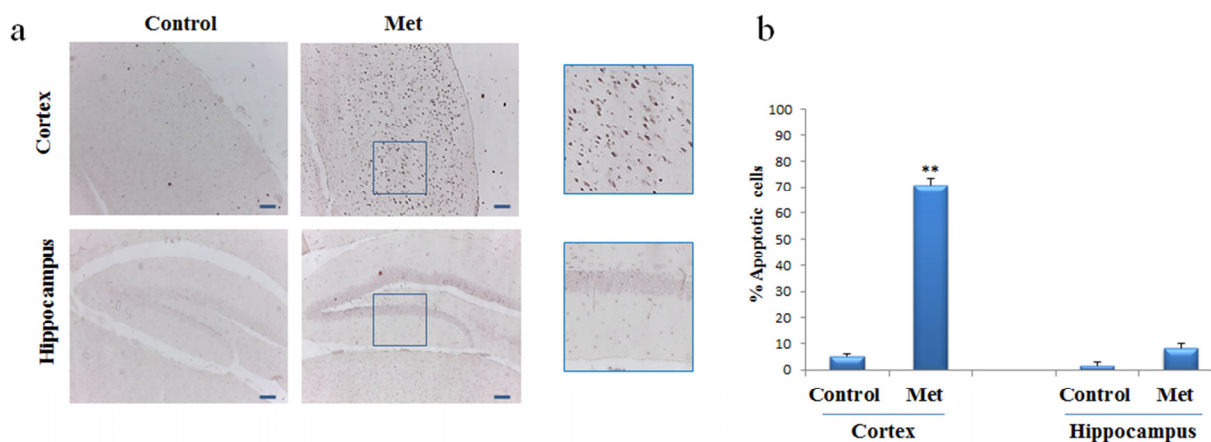 a
Control Met
Cortex
Hippocampus
b
% Apoptotic cells
100
90
80
70
60
50
40
30
20
10
0
**
Control Met Control Met
Cortex Hippocampus